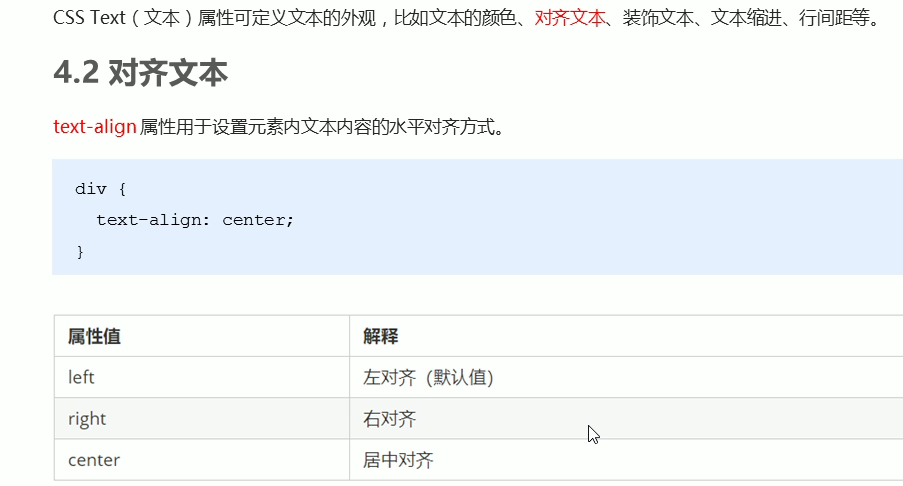 CSS Text（文本）属性可定义文本的外观，比如文本的颜色、对齐文本、装饰文本、文本缩进、行间距等。
4.2 对齐文本
text-align 属性用于设置元素内文本内容的水平对齐方式。
div {
  text-align: center;
}
属性值 解释
left 左对齐（默认值）
right 右对齐
center 居中对齐